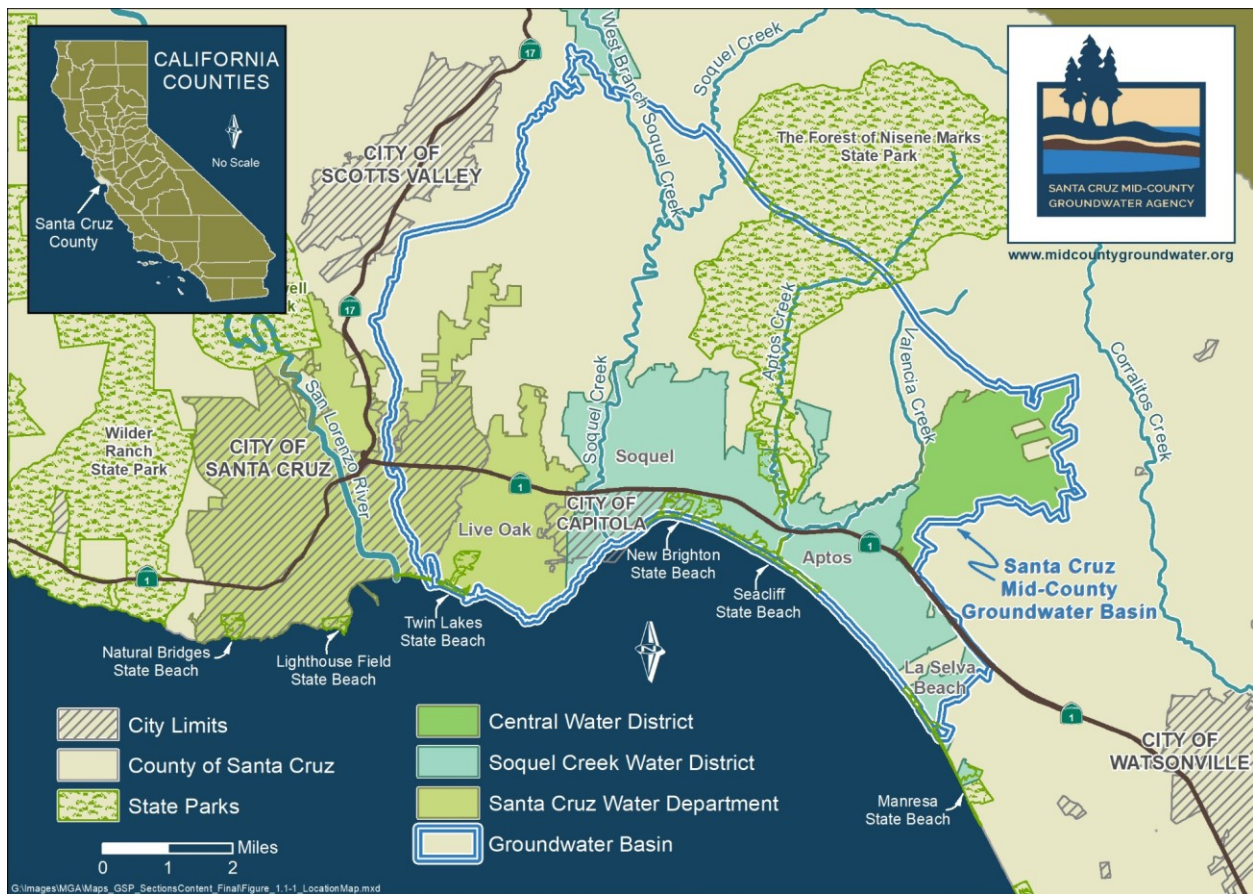 CALIFORNIA
COUNTIES
No Scale
Santa Cruz
County
17
West Branch Soquel Creek
Soquel Creek
The Forest of Nisene Marks
State Park
SANTA CRUZ MID-COUNTY
GROUNDWATER AGENCY
www.midcountygroundwater.org
CITY OF
SCOTTS VALLEY
17
Aptos Creek
Valencia Creek
Corralitos Creek
Soquel Creek
San Lorenzo River
Wilder
Ranch
State Park
CITY OF
SANTA CRUZ
Soquel
1
Live Oak
CITY OF
CAPITOLA
New Brighton
State Beach
Aptos
1
Seacliff
State Beach
Santa Cruz
Mid-County
Groundwater Basin
1
Twin Lakes
State Beach
Natural Bridges
State Beach
Lighthouse Field
State Beach
N
La Selva
Beach
1
CITY OF
WATSONVILLE
Manresa
State Beach
City Limits
County of Santa Cruz
State Parks
Central Water District
Soquel Creek Water District
Santa Cruz Water Department
Groundwater Basin
Miles
0 1 2
G:\Images\MGA\Maps_GSP_SectionsContent_Final\Figure_1.1-1_LocationMap.mxd